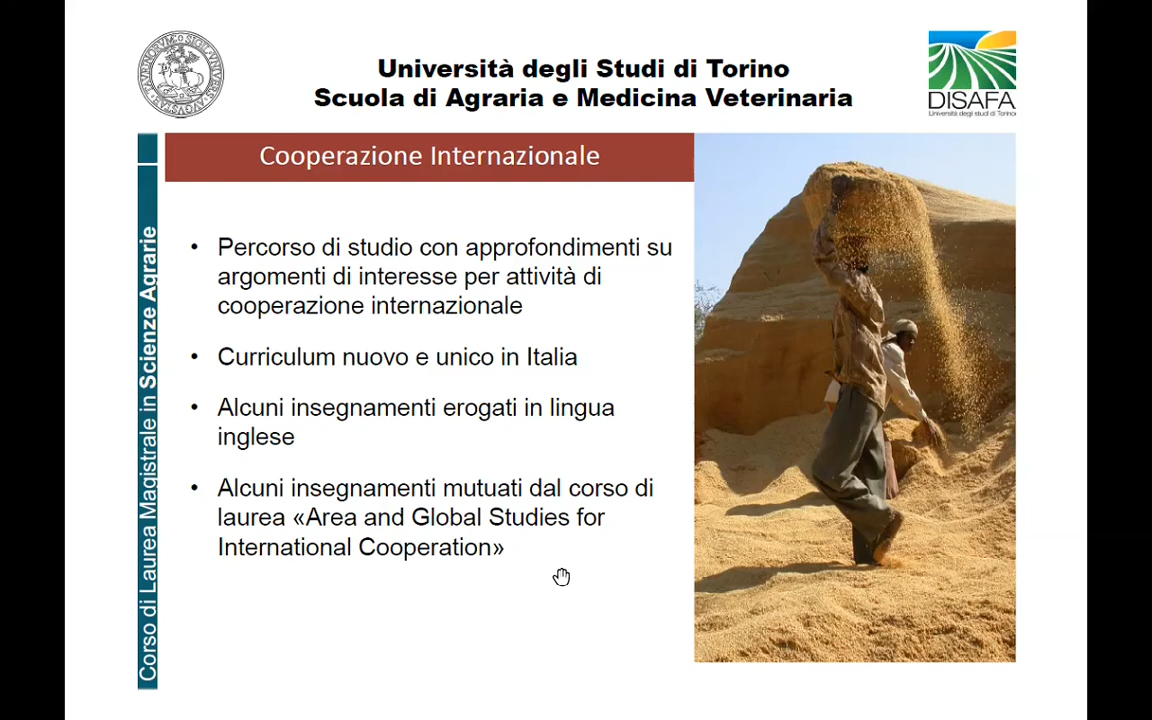 Università degli Studi di Torino
Scuola di Agraria e Medicina Veterinaria
DISAFA
Università degli studi di Torino
Cooperazione Internazionale
Corso di Laurea Magistrale in Scienze Agrarie
• Percorso di studio con approfondimenti su
argomenti di interesse per attività di
cooperazione internazionale
• Curriculum nuovo e unico in Italia
• Alcuni insegnamenti erogati in lingua
inglese
• Alcuni insegnamenti mutuati dal corso di
laurea «Area and Global Studies for
International Cooperation»